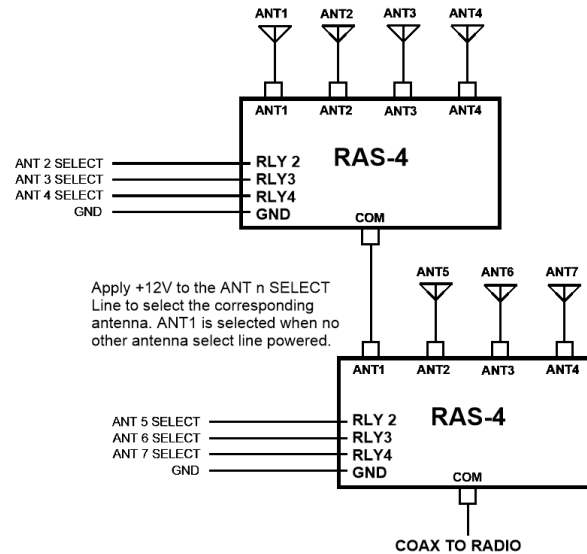 ANT1 ANT2 ANT3 ANT4
ANT1 ANT2 ANT3 ANT4
RAS-4
ANT 2 SELECT RLY 2
ANT 3 SELECT RLY3
ANT 4 SELECT RLY4
GND GND
COM
Apply +12V to the ANT n SELECT
Line to select the corresponding
antenna. ANT1 is selected when no
other antenna select line powered.
ANT5 ANT6 ANT7
ANT1 ANT2 ANT3 ANT4
RAS-4
ANT 5 SELECT RLY 2
ANT 6 SELECT RLY3
ANT 7 SELECT RLY4
GND GND
COM
COAX TO RADIO